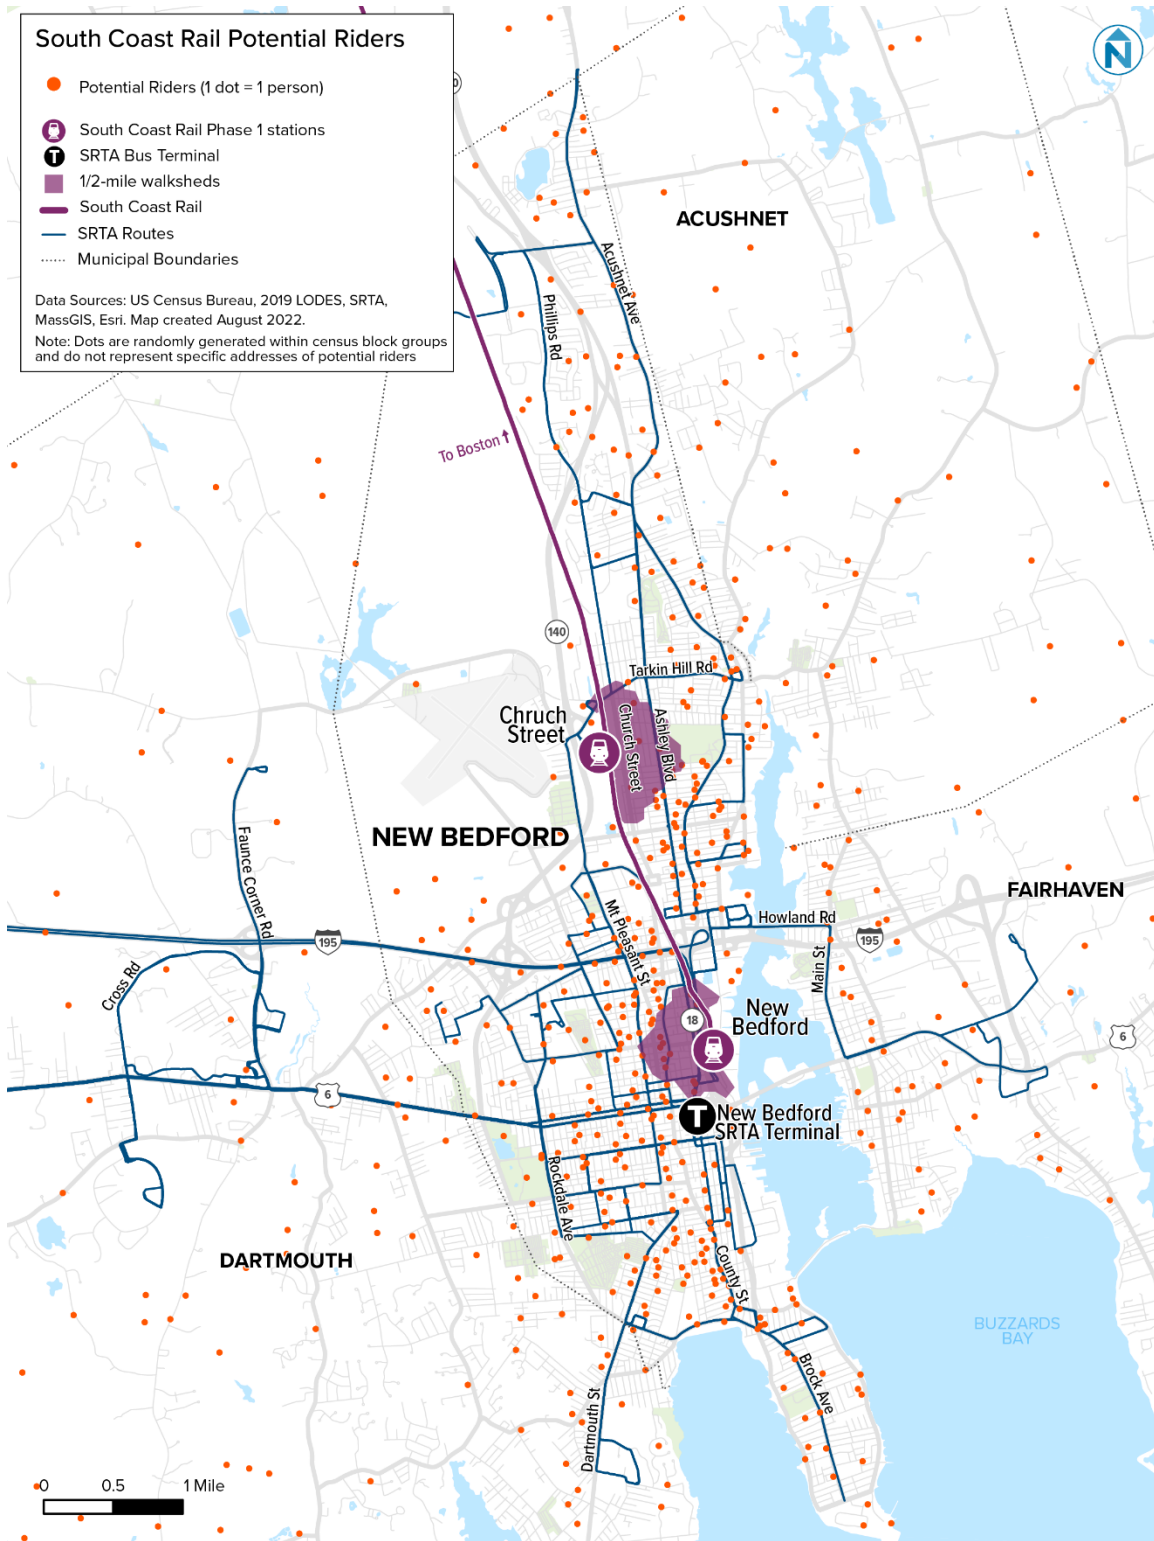 South Coast Rail Potential Riders
Potential Riders (1 dot = 1 person)
South Coast Rail Phase 1 stations
T
SRTA Bus Terminal
1/2-mile walksheds
South Coast Rail
SRTA Routes
Municipal Boundaries
Data Sources: US Census Bureau, 2019 LODES, SRTA,
MassGIS, Esri. Map created August 2022.
Note: Dots are randomly generated within census block groups
and do not represent specific addresses of potential riders
N
ACUSHNET
Acushnet Ave
Phillips Rd
To Boston
140
Tarkin Hill Rd
Chruch
Street
Church Street
Ashley Blvd
NEW BEDFORD
Faunce Corner Rd
FAIRHAVEN
Mt Pleasant St
Howland Rd
195
195
Main St
Cross Rd
New
Bedford
18
6
6
T
New Bedford
SRTA Terminal
Rockdale Ave
DARTMOUTH
County St
BUZZARDS
BAY
Brock Ave
Dartmouth St
0 0.5 1 Mile